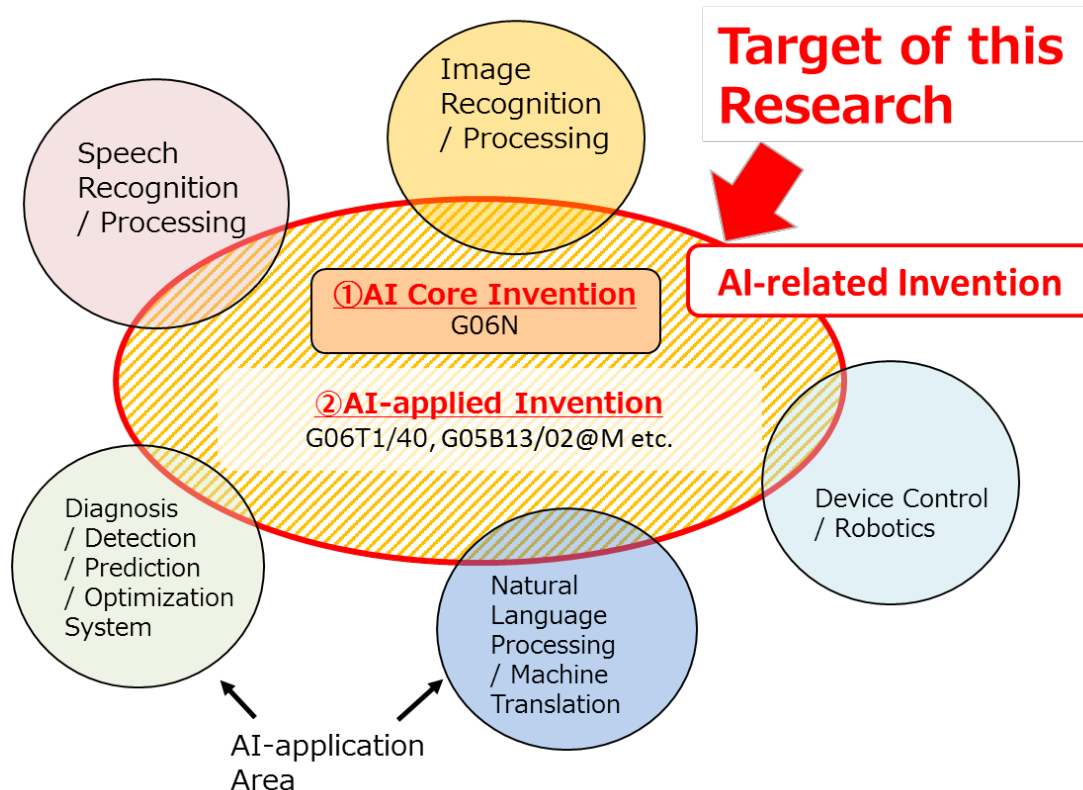 Target of this
Research
Image
Recognition
/ Processing
Speech
Recognition
/ Processing
AI-related Invention
①AI Core Invention
G06N
②AI-applied Invention
G06T1/40, G05B13/02@M etc.
Device Control
/ Robotics
Diagnosis
/ Detection
/ Prediction
/ Optimization
System
Natural
Language
Processing
/ Machine
Translation
AI-application
Area